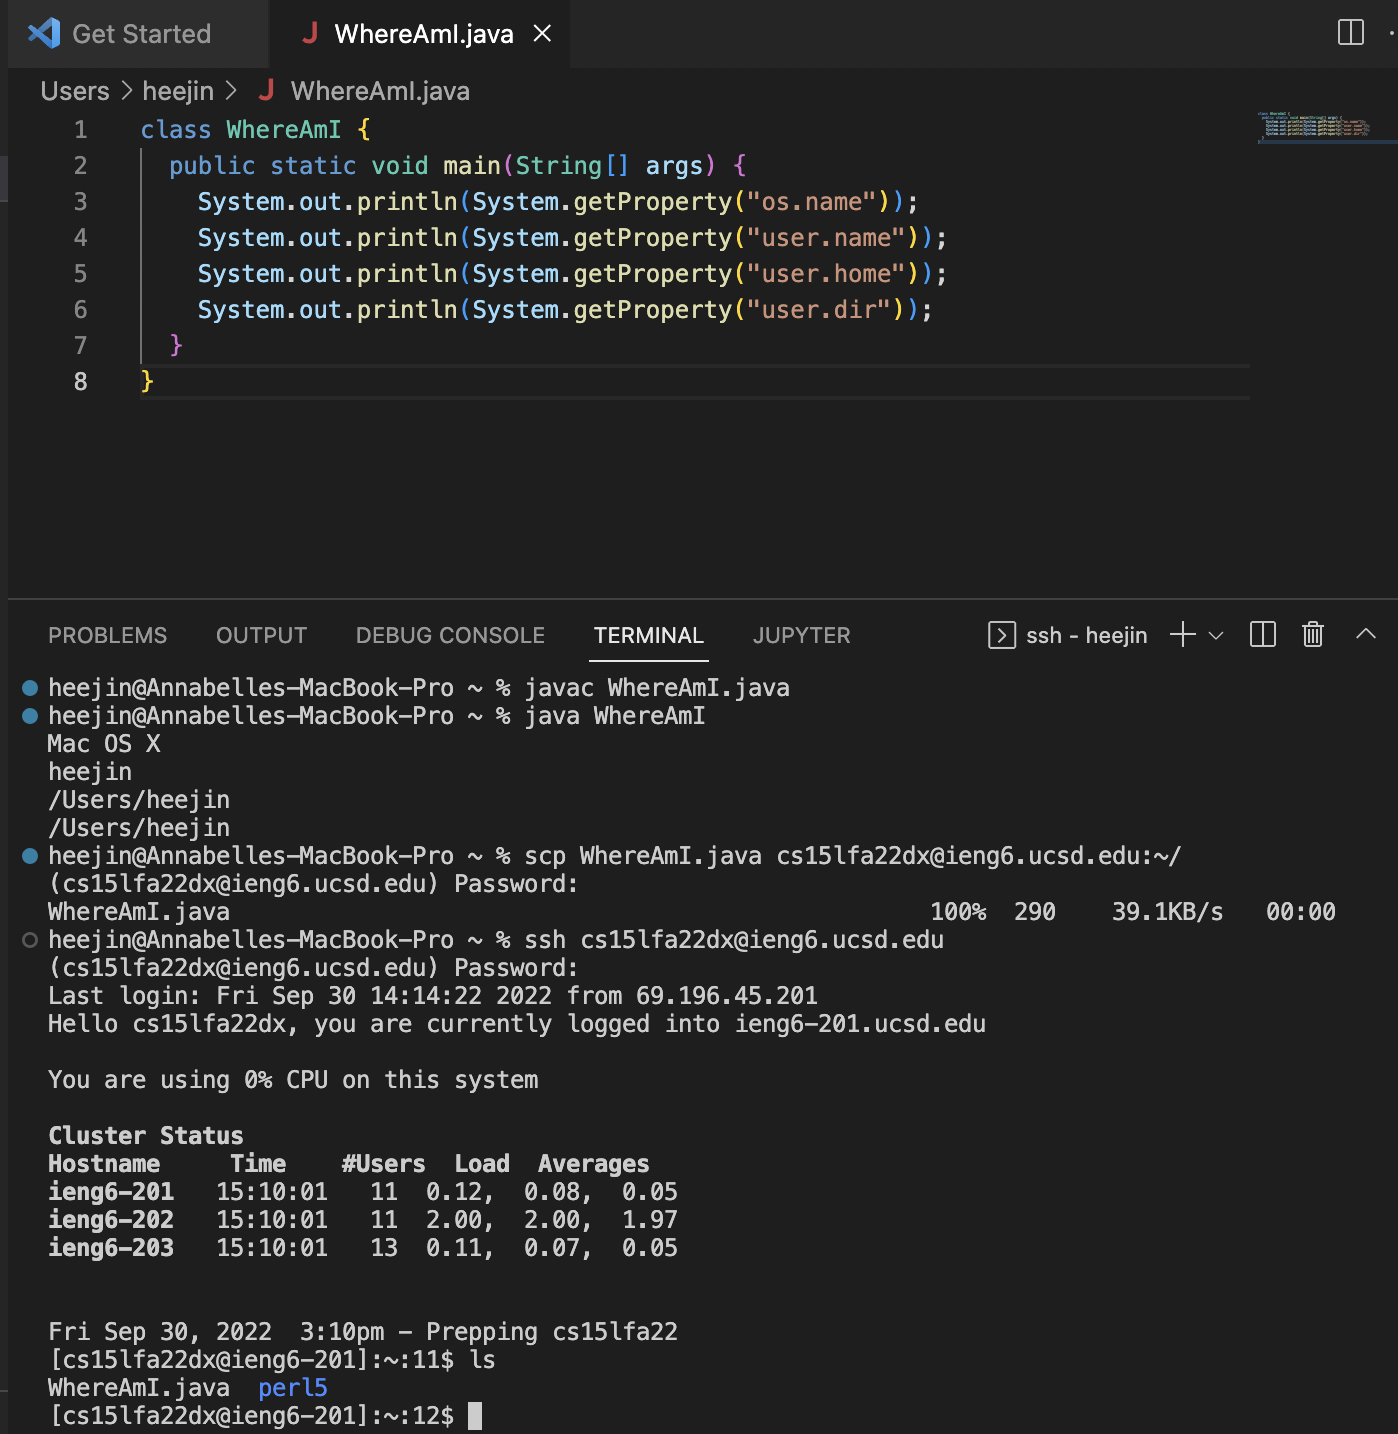 Get Started
WhereAmI.java
Users > heejin > J WhereAmI.java
1 class WhereAmI {
2   public static void main(String[] args) {
3     System.out.println(System.getProperty("os.name"));
4     System.out.println(System.getProperty("user.name"));
5     System.out.println(System.getProperty("user.home"));
6     System.out.println(System.getProperty("user.dir"));
7   }
8 }
PROBLEMS OUTPUT DEBUG CONSOLE TERMINAL JUPYTER ssh - heejin
heejin@Annabelles-MacBook-Pro ~ % javac WhereAmI.java
heejin@Annabelles-MacBook-Pro ~ % java WhereAmI
Mac OS X
heejin
/Users/heejin
/Users/heejin
heejin@Annabelles-MacBook-Pro ~ % scp WhereAmI.java cs15lfa22dx@ieng6.ucsd.edu:~/
(cs15lfa22dx@ieng6.ucsd.edu) Password:
WhereAmI.java 100% 290 39.1KB/s 00:00
heejin@Annabelles-MacBook-Pro ~ % ssh cs15lfa22dx@ieng6.ucsd.edu
(cs15lfa22dx@ieng6.ucsd.edu) Password:
Last login: Fri Sep 30 14:14:22 2022 from 69.196.45.201
Hello cs15lfa22dx, you are currently logged into ieng6-201.ucsd.edu
You are using 0% CPU on this system
Cluster Status
Hostname Time #Users Load Averages
ieng6-201 15:10:01 11 0.12, 0.08, 0.05
ieng6-202 15:10:01 11 2.00, 2.00, 1.97
ieng6-203 15:10:01 13 0.11, 0.07, 0.05
Fri Sep 30, 2022 3:10pm - Prepping cs15lfa22
[cs15lfa22dx@ieng6-201]:~:11$ ls
WhereAmI.java perl5
[cs15lfa22dx@ieng6-201]:~:12$